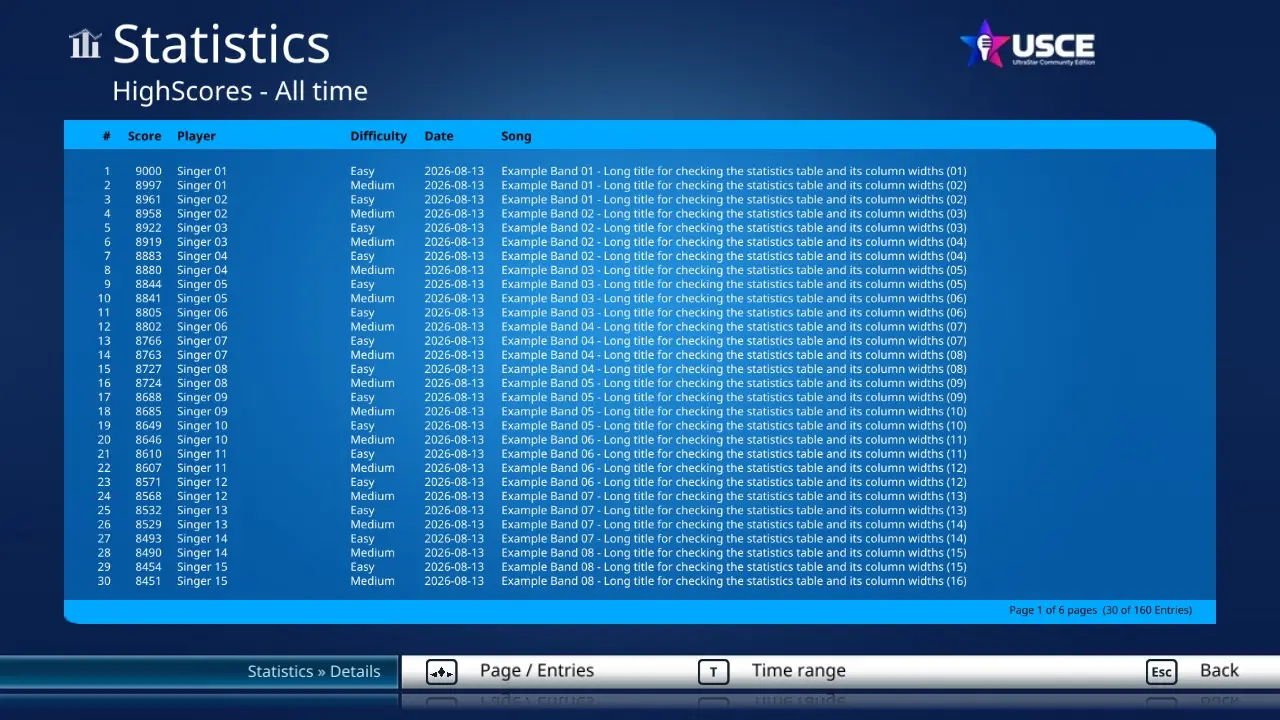 Statistics
HighScores - All time
USCE
UltraStar Community Edition
# Score Player Difficulty Date Song
1 9000 Singer 01 Easy 2026-08-13 Example Band 01 - Long title for checking the statistics table and its column widths (01)
2 8997 Singer 01 Medium 2026-08-13 Example Band 01 - Long title for checking the statistics table and its column widths (02)
3 8961 Singer 02 Easy 2026-08-13 Example Band 01 - Long title for checking the statistics table and its column widths (02)
4 8958 Singer 02 Medium 2026-08-13 Example Band 02 - Long title for checking the statistics table and its column widths (03)
5 8922 Singer 03 Easy 2026-08-13 Example Band 02 - Long title for checking the statistics table and its column widths (03)
6 8919 Singer 03 Medium 2026-08-13 Example Band 02 - Long title for checking the statistics table and its column widths (04)
7 8883 Singer 04 Easy 2026-08-13 Example Band 02 - Long title for checking the statistics table and its column widths (04)
8 8880 Singer 04 Medium 2026-08-13 Example Band 03 - Long title for checking the statistics table and its column widths (05)
9 8844 Singer 05 Easy 2026-08-13 Example Band 03 - Long title for checking the statistics table and its column widths (05)
10 8841 Singer 05 Medium 2026-08-13 Example Band 03 - Long title for checking the statistics table and its column widths (06)
11 8805 Singer 06 Easy 2026-08-13 Example Band 03 - Long title for checking the statistics table and its column widths (06)
12 8802 Singer 06 Medium 2026-08-13 Example Band 04 - Long title for checking the statistics table and its column widths (07)
13 8766 Singer 07 Easy 2026-08-13 Example Band 04 - Long title for checking the statistics table and its column widths (07)
14 8763 Singer 07 Medium 2026-08-13 Example Band 04 - Long title for checking the statistics table and its column widths (08)
15 8727 Singer 08 Easy 2026-08-13 Example Band 04 - Long title for checking the statistics table and its column widths (08)
16 8724 Singer 08 Medium 2026-08-13 Example Band 05 - Long title for checking the statistics table and its column widths (09)
17 8688 Singer 09 Easy 2026-08-13 Example Band 05 - Long title for checking the statistics table and its column widths (09)
18 8685 Singer 09 Medium 2026-08-13 Example Band 05 - Long title for checking the statistics table and its column widths (10)
19 8649 Singer 10 Easy 2026-08-13 Example Band 05 - Long title for checking the statistics table and its column widths (10)
20 8646 Singer 10 Medium 2026-08-13 Example Band 06 - Long title for checking the statistics table and its column widths (11)
21 8610 Singer 11 Easy 2026-08-13 Example Band 06 - Long title for checking the statistics table and its column widths (11)
22 8607 Singer 11 Medium 2026-08-13 Example Band 06 - Long title for checking the statistics table and its column widths (12)
23 8571 Singer 12 Easy 2026-08-13 Example Band 06 - Long title for checking the statistics table and its column widths (12)
24 8568 Singer 12 Medium 2026-08-13 Example Band 07 - Long title for checking the statistics table and its column widths (13)
25 8532 Singer 13 Easy 2026-08-13 Example Band 07 - Long title for checking the statistics table and its column widths (13)
26 8529 Singer 13 Medium 2026-08-13 Example Band 07 - Long title for checking the statistics table and its column widths (14)
27 8493 Singer 14 Easy 2026-08-13 Example Band 07 - Long title for checking the statistics table and its column widths (14)
28 8490 Singer 14 Medium 2026-08-13 Example Band 08 - Long title for checking the statistics table and its column widths (15)
29 8454 Singer 15 Easy 2026-08-13 Example Band 08 - Long title for checking the statistics table and its column widths (15)
30 8451 Singer 15 Medium 2026-08-13 Example Band 08 - Long title for checking the statistics table and its column widths (16)
Page 1 of 6 pages (30 of 160 Entries)
Statistics » Details Page / Entries T Time range Esc Back